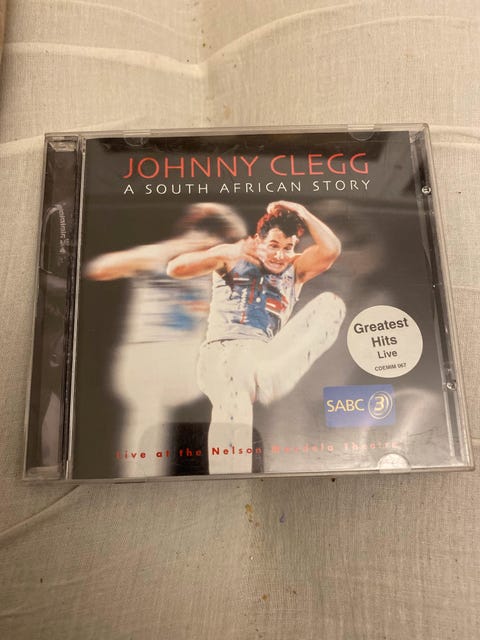 JOHNNY CLEGG
A SOUTH AFRICAN STORY
Greatest
Hits
Live
CDEMIM 067
SABC 3
Live at the Nelson Mandela Theatre